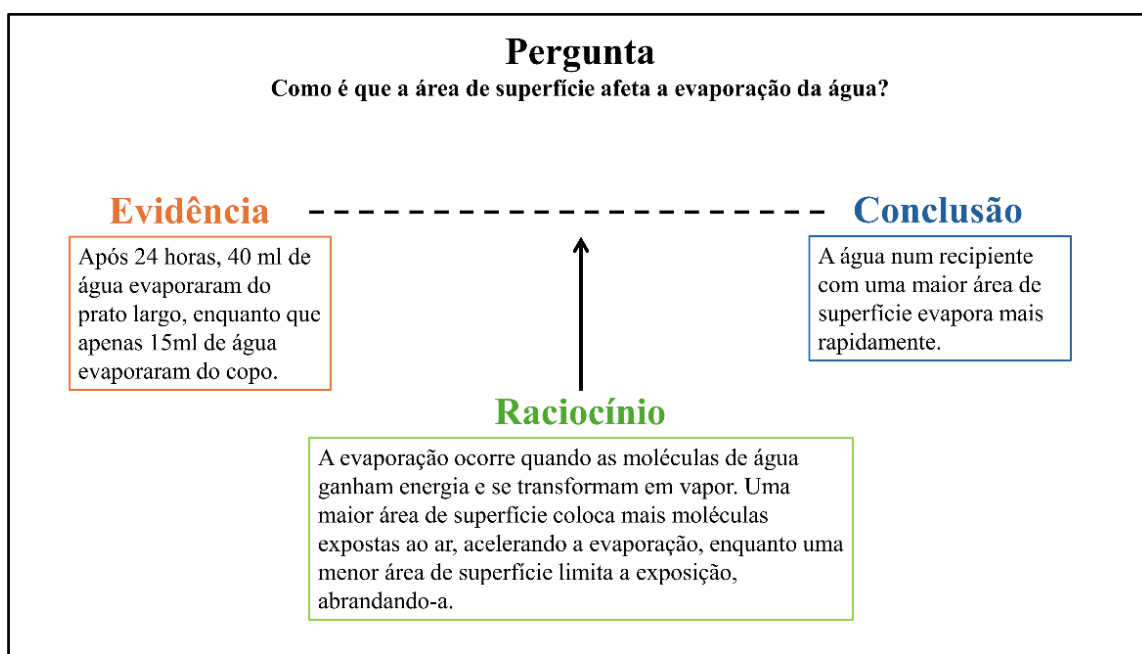 Pergunta
Como é que a área de superfície afeta a evaporação da água?
Evidência
Após 24 horas, 40 ml de
água evaporaram do
prato largo, enquanto que
apenas 15ml de água
evaporaram do copo.
Conclusão
A água num recipiente
com uma maior área de
superfície evapora mais
rapidamente.
Raciocínio
A evaporação ocorre quando as moléculas de água
ganham energia e se transformam em vapor. Uma
maior área de superfície coloca mais moléculas
expostas ao ar, acelerando a evaporação, enquanto uma
menor área de superfície limita a exposição,
abrandando-a.